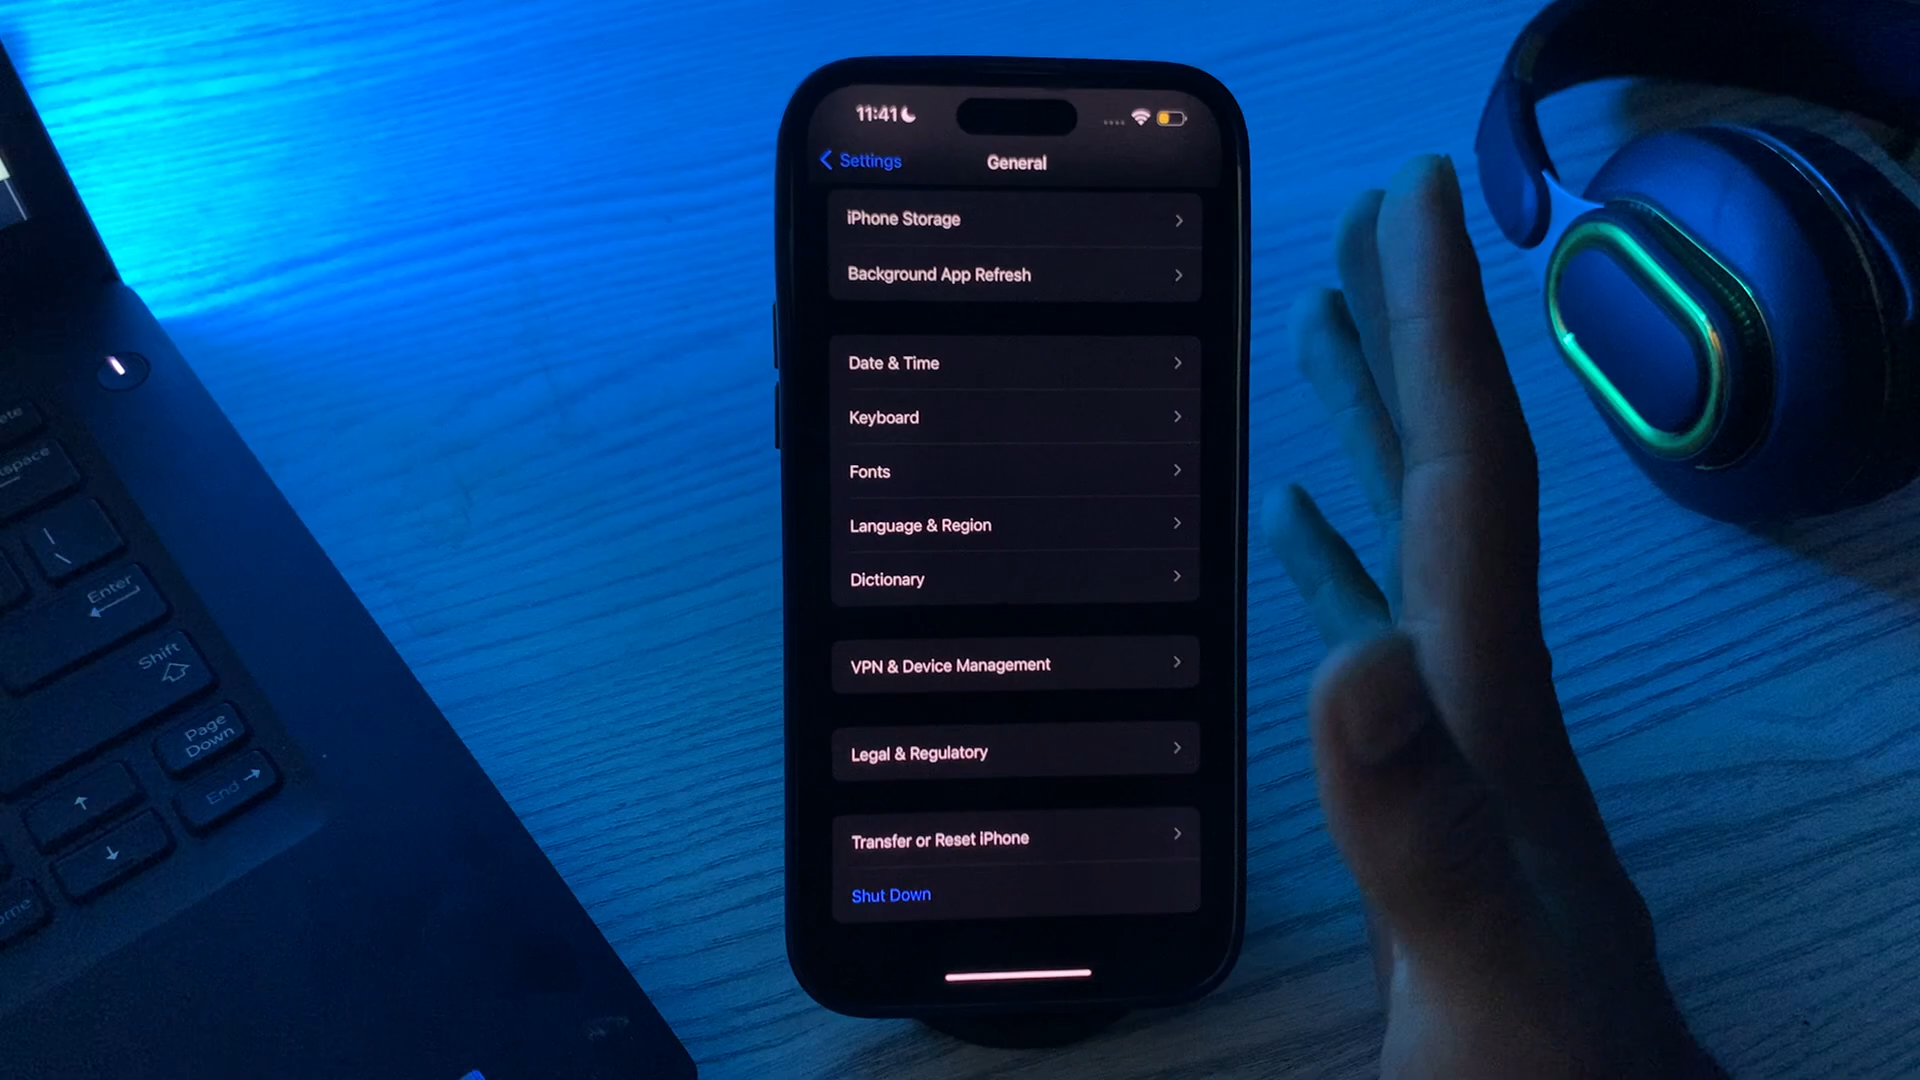 11:41
Settings
General
iPhone Storage
Background App Refresh
Date & Time
Keyboard
Fonts
Language & Region
Dictionary
VPN & Device Management
Legal & Regulatory
Transfer or Reset iPhone
Shut Down
Enter
Shift
Page
Down
End